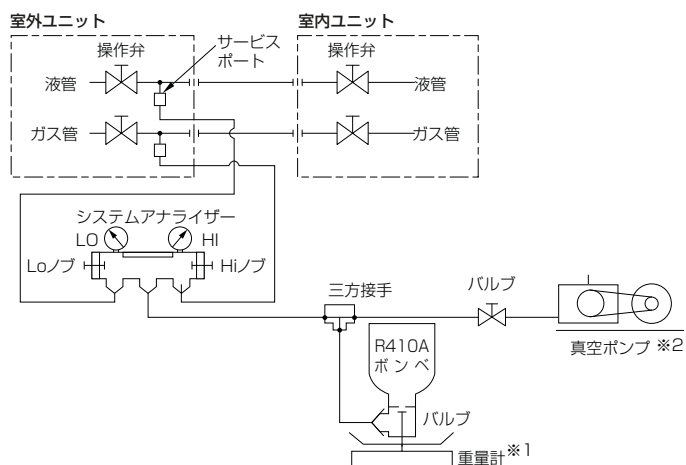 室外ユニット
室内ユニット
操作弁
サービス
ポート
操作弁
液管
液管
ガス管
ガス管
システムアナライザー
LO
HI
Loノブ
Hiノブ
三方接手
バルブ
R410A
ボンベ
真空ポンプ ※2
バルブ
重量計※1